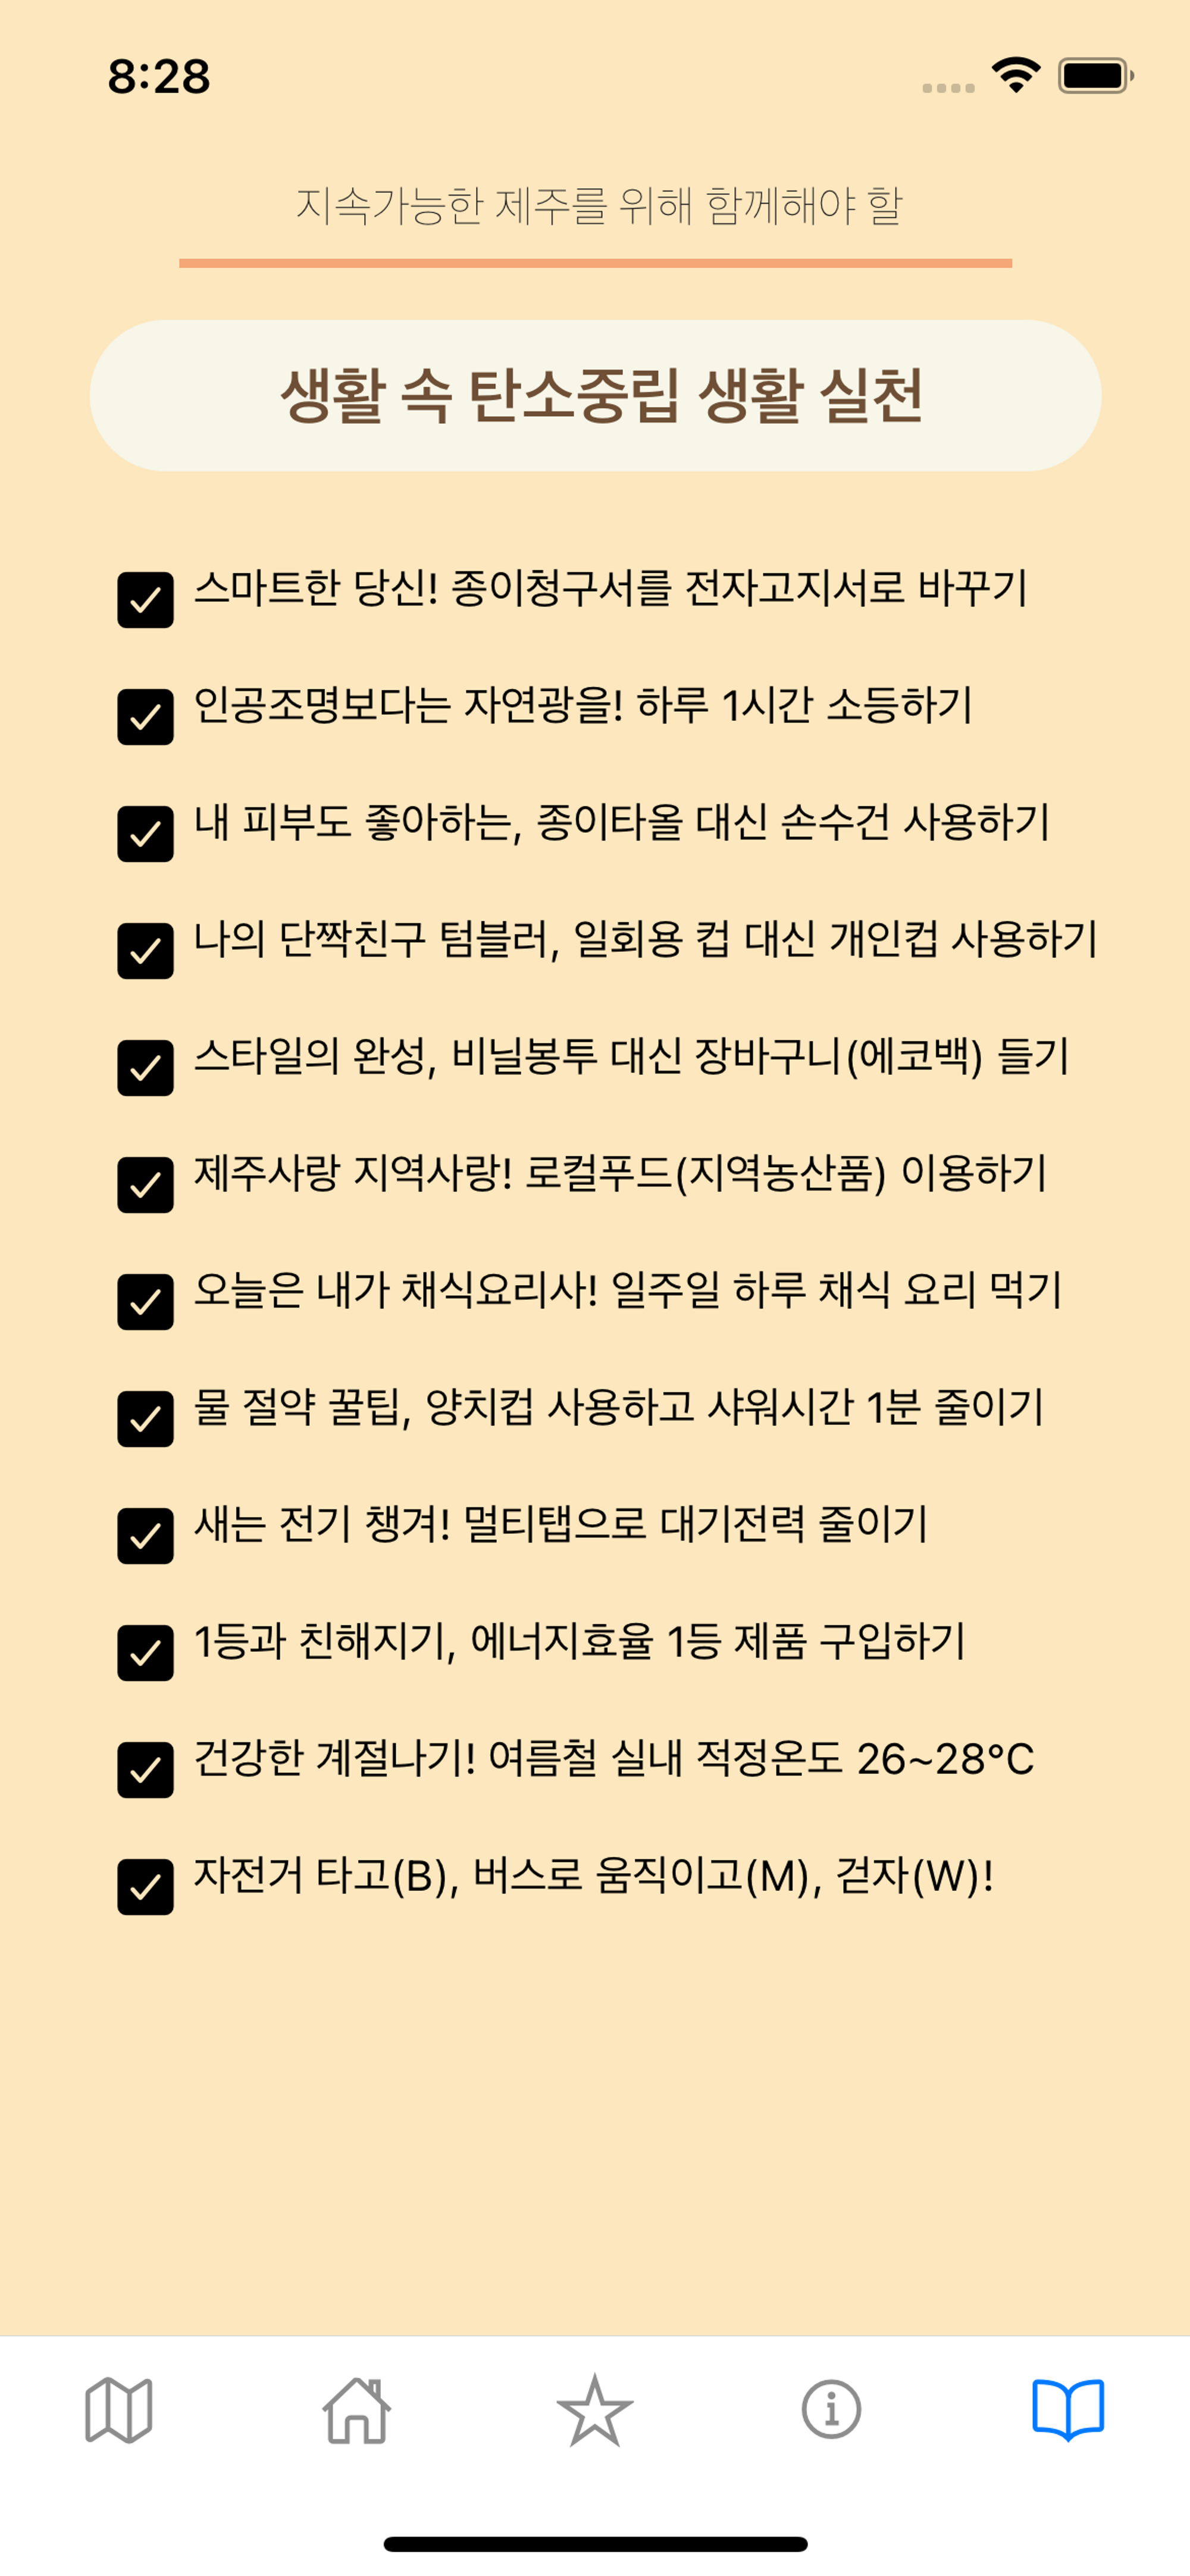 8:28
지속가능한 제주를 위해 함께해야 할
생활 속 탄소중립 생활 실천
스마트한 당신! 종이청구서를 전자고지서로 바꾸기
인공조명보다는 자연광을! 하루 1시간 소등하기
내 피부도 좋아하는, 종이타올 대신 손수건 사용하기
나의 단짝친구 텀블러, 일회용 컵 대신 개인컵 사용하기
스타일의 완성, 비닐봉투 대신 장바구니(에코백) 들기
제주사랑 지역사랑! 로컬푸드(지역농산품) 이용하기
오늘은 내가 채식요리사! 일주일 하루 채식 요리 먹기
물 절약 꿀팁, 양치컵 사용하고 샤워시간 1분 줄이기
새는 전기 챙겨! 멀티탭으로 대기전력 줄이기
1등과 친해지기, 에너지효율 1등 제품 구입하기
건강한 계절나기! 여름철 실내 적정온도 26~28°C
자전거 타고(B), 버스로 움직이고(M), 걷자(W)!